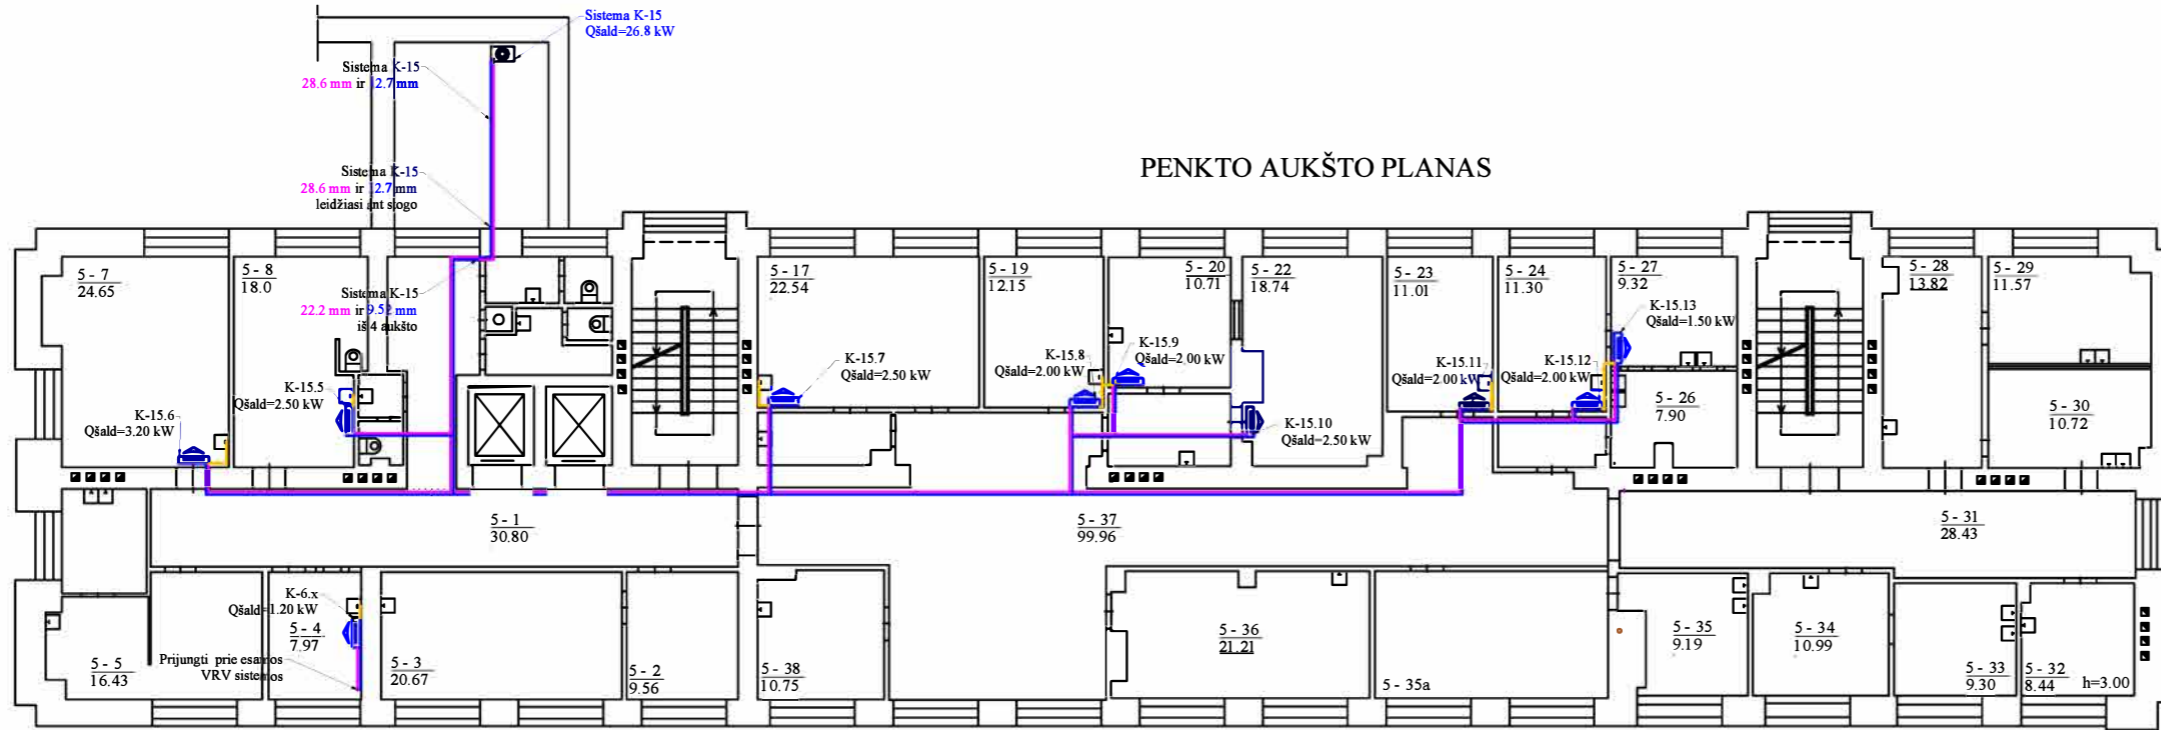 Sistema K-15
Qšald=26.8 kW
Sistema K-15
28.6 mm ir 12.7 mm
Sistema K-15
28.6 mm ir 12.7 mm
leidžiasi ant stogo
PENKTO AUKŠTO PLANAS
5 - 7
24.65
5 - 8
18.0
Sistema K-15
22.2 mm ir 9.52 mm
iš 4 aukšto
5 - 17
22.54
5 - 19
12.15
5 - 20
10.71
5 - 22
18.74
5 - 23
11.01
5 - 24
11.30
5 - 27
9.32
5 - 28
13.82
5 - 29
11.57
K-15.13
Qšald=1.50 kW
K-15.5
Qšald=2.50 kW
K-15.6
Qšald=3.20 kW
K-15.7
Qšald=2.50 kW
K-15.8
Qšald=2.00 kW
K-15.9
Qšald=2.00 kW
K-15.10
Qšald=2.50 kW
K-15.11
Qšald=2.00 kW
K-15.12
Qšald=2.00 kW
5 - 26
7.90
5 - 30
10.72
5 - 1
30.80
5 - 37
99.96
5 - 31
28.43
K-6.x
Qšald=1.20 kW
5 - 4
7.97
Prijungti prie esamos
VRV sistemos
5 - 5
16.43
5 - 3
20.67
5 - 2
9.56
5 - 38
10.75
5 - 36
21.21
5 - 35a
5 - 35
9.19
5 - 34
10.99
5 - 33
9.30
5 - 32
8.44
h=3.00